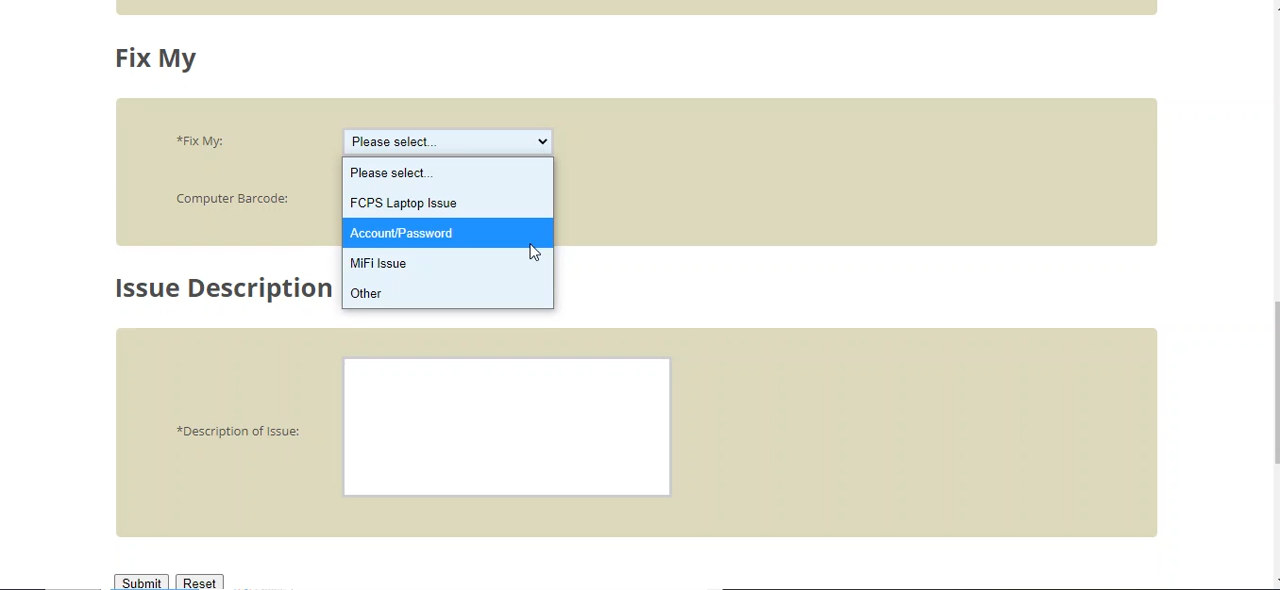 Fix My
*Fix My:
Please select...
Please select...
FCPS Laptop Issue
Computer Barcode:
Account/Password
MiFi Issue
Issue Description
Other
*Description of Issue:
Submit Reset